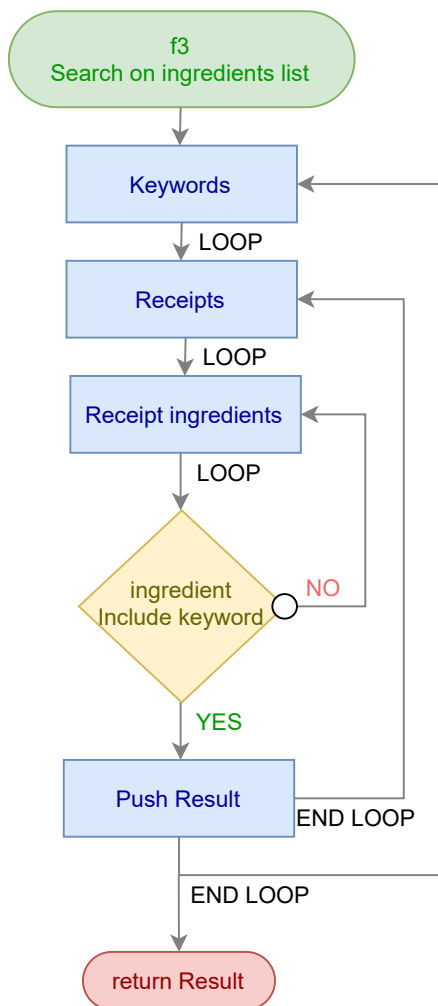 f3
Search on ingredients list
Keywords
LOOP
Receipts
LOOP
Receipt ingredients
LOOP
ingredient
Include keyword
NO
YES
Push Result
END LOOP
END LOOP
return Result